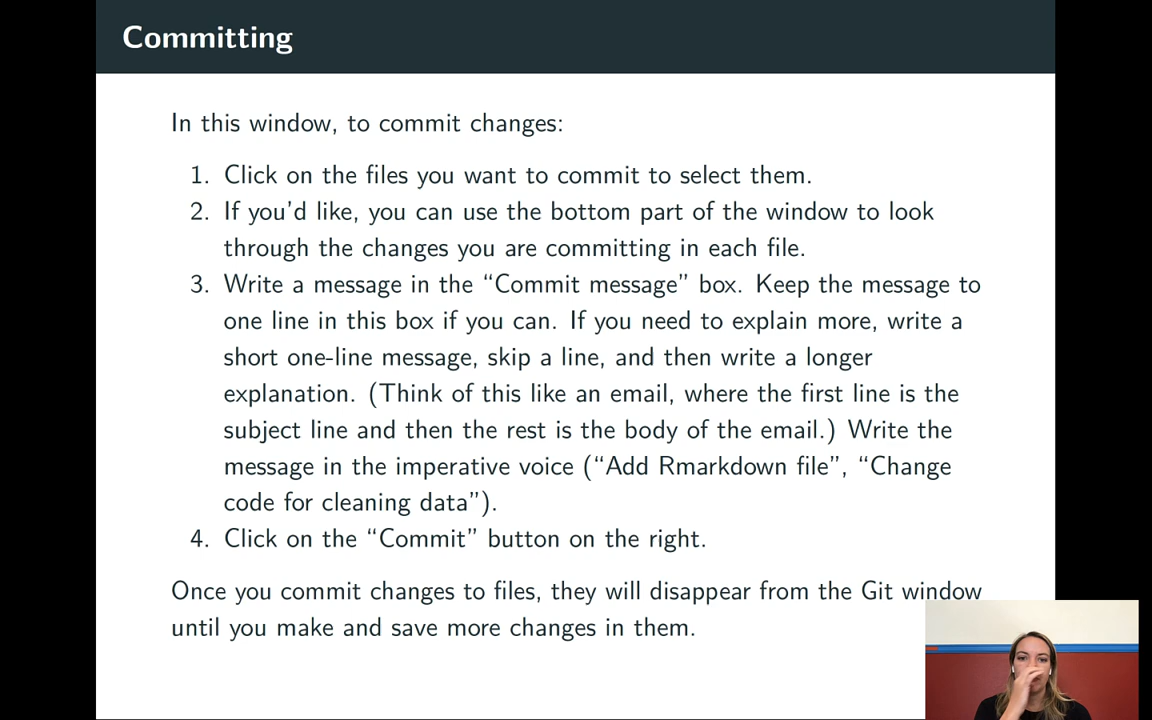 Committing
In this window, to commit changes:
1. Click on the files you want to commit to select them.
2. If you’d like, you can use the bottom part of the window to look
through the changes you are committing in each file.
3. Write a message in the “Commit message” box. Keep the message to
one line in this box if you can. If you need to explain more, write a
short one-line message, skip a line, and then write a longer
explanation. (Think of this like an email, where the first line is the
subject line and then the rest is the body of the email.) Write the
message in the imperative voice (“Add Rmarkdown file”, “Change
code for cleaning data”).
4. Click on the “Commit” button on the right.
Once you commit changes to files, they will disappear from the Git window
until you make and save more changes in them.